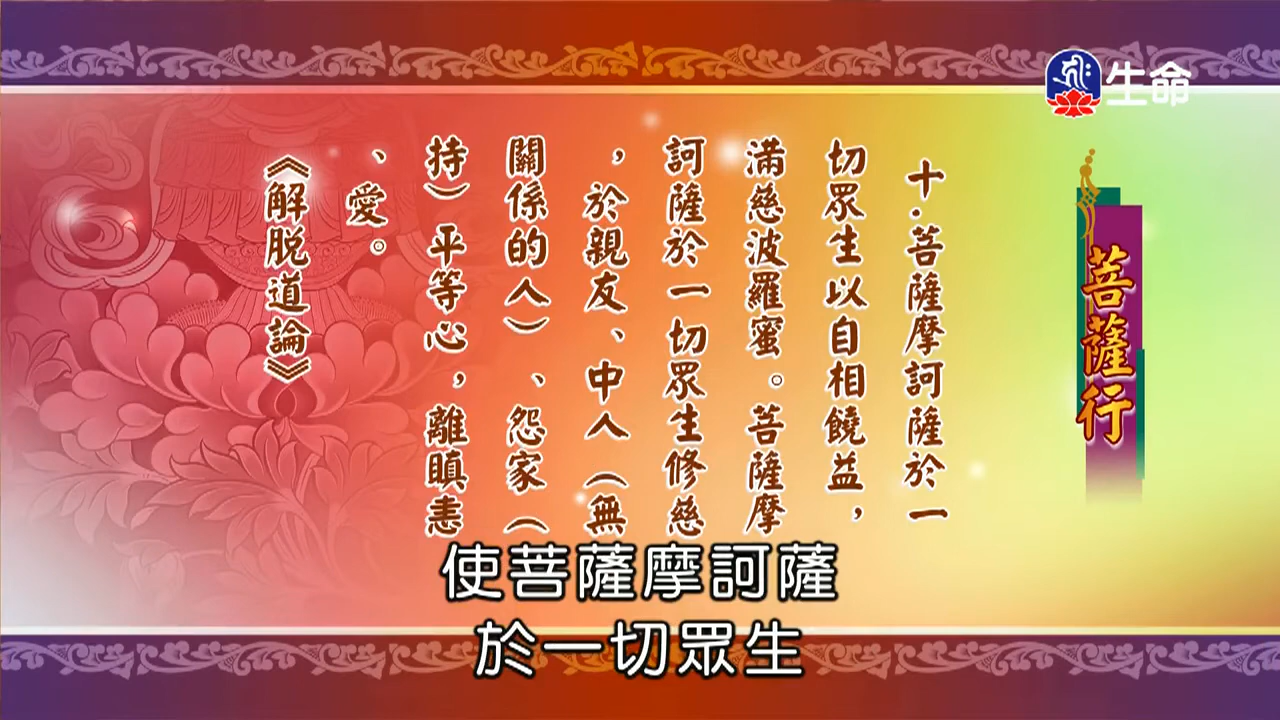 生命
菩薩行
十．菩薩摩訶薩於一
切眾生以自相饒益，
滿慈波羅蜜。菩薩摩
訶薩於一切眾生修慈
，於親友、中人（無
關係的人）、怨家（
持）平等心，離瞋恚
、愛。
《解脫道論》
使菩薩摩訶薩
於一切眾生